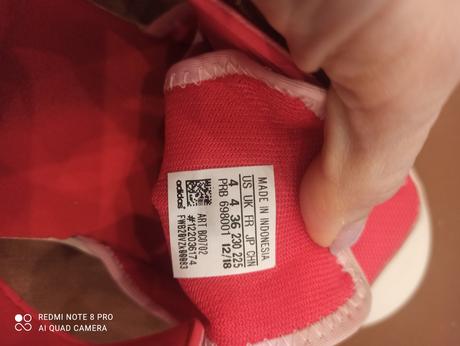 MADE IN INDONESIA
US UK FR JP CHN
4 4 36 230 225
PRB 698001 12/18
adidas
ART BC0702
#122036174
REDMI NOTE 8 PRO
AI QUAD CAMERA